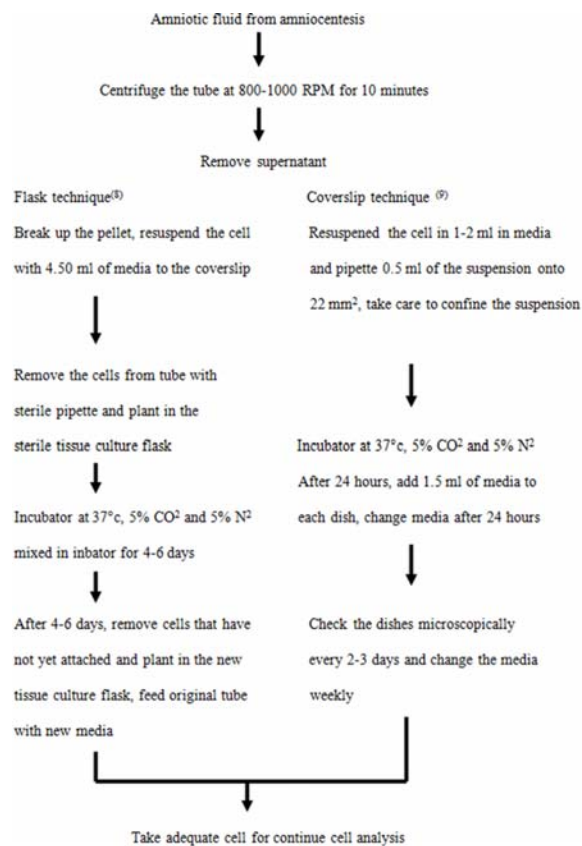 Amniotic fluid from amniocentesis
Centrifuge the tube at 800-1000 RPM for 10 minutes
Remove supernatant
Flask technique(8)
Break up the pellet, resuspend the cell
with 4.50 ml of media to the coverslip
Remove the cells from tube with
sterile pipette and plant in the
sterile tissue culture flask
Incubator at 37°c, 5% CO² and 5% N²
mixed in inbator for 4-6 days
After 4-6 days, remove cells that have
not yet attached and plant in the new
tissue culture flask, feed original tube
with new media
Coverslip technique (9)
Resuspened the cell in 1-2 ml in media
and pipette 0.5 ml of the suspension onto
22 mm², take care to confine the suspension
Incubator at 37°c, 5% CO² and 5% N²
After 24 hours, add 1.5 ml of media to
each dish, change media after 24 hours
Check the dishes microscopically
every 2-3 days and change the media
weekly
Take adequate cell for continue cell analysis